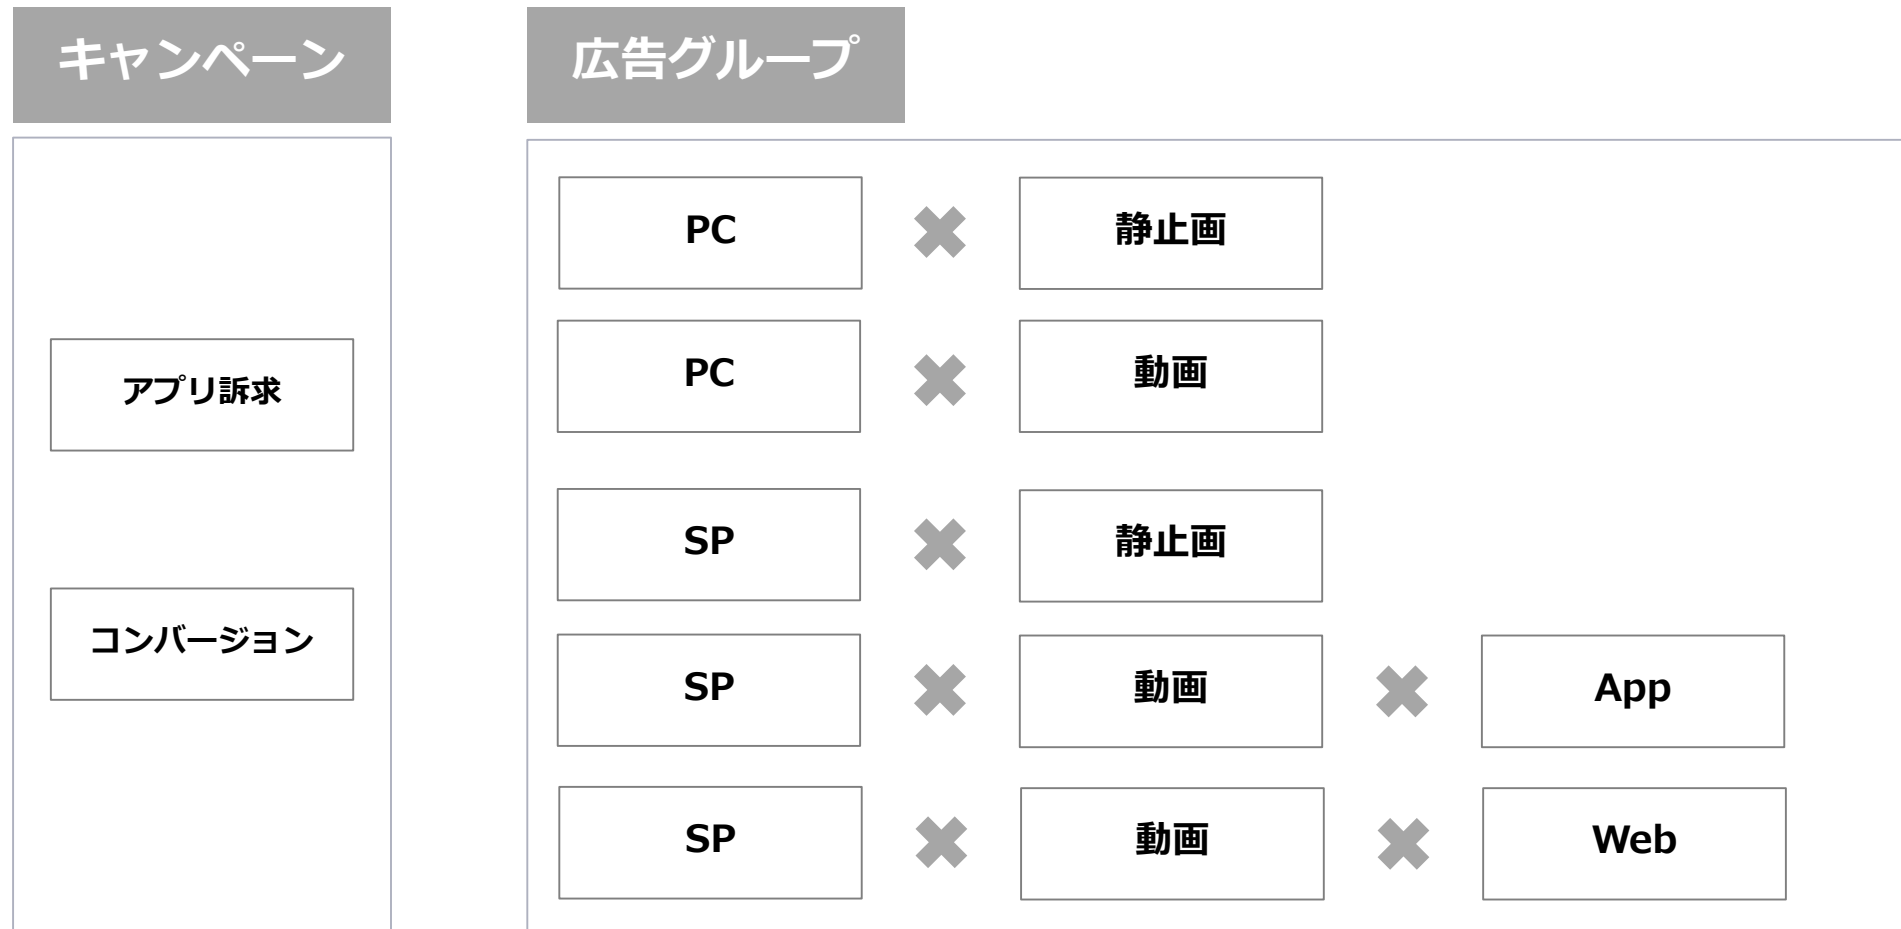 キャンペーン
広告グループ
アプリ訴求
コンバージョン
PC ✖ 静止画
PC ✖ 動画
SP ✖ 静止画
SP ✖ 動画 ✖ App
SP ✖ 動画 ✖ Web